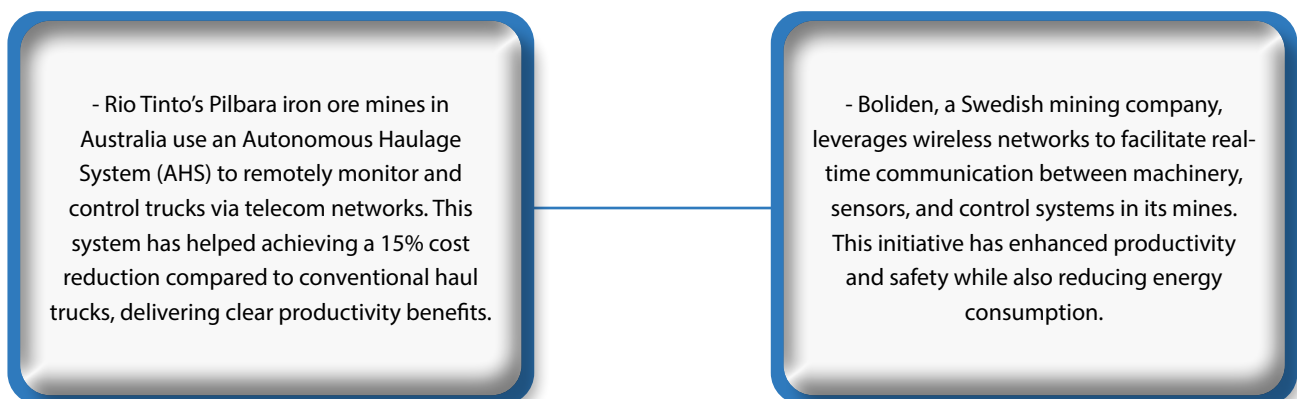 - Rio Tinto’s Pilbara iron ore mines in
Australia use an Autonomous Haulage
System (AHS) to remotely monitor and
control trucks via telecom networks. This
system has helped achieving a 15% cost
reduction compared to conventional haul
trucks, delivering clear productivity benefits.
- Boliden, a Swedish mining company,
leverages wireless networks to facilitate real-
time communication between machinery,
sensors, and control systems in its mines.
This initiative has enhanced productivity
and safety while also reducing energy
consumption.